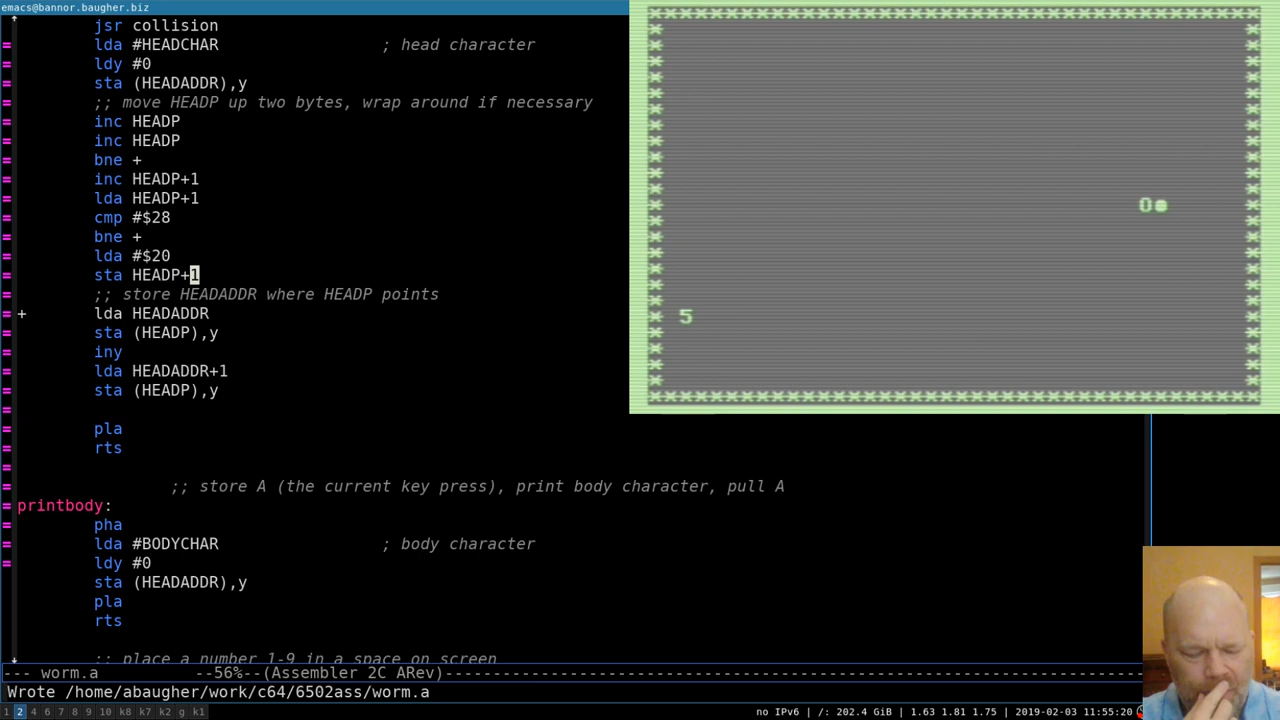 emacs@bannor.baugher.biz
jsr collision
= lda #HEADCHAR ; head character
= ldy #0
= sta (HEADADDR),y
= ;; move HEADP up two bytes, wrap around if necessary
= inc HEADP
= inc HEADP
= bne +
= inc HEADP+1
= lda HEADP+1
= cmp #$28
= bne +
= lda #$20
= sta HEADP+1
= ;; store HEADADDR where HEADP points
= + lda HEADADDR
= sta (HEADP),y
= iny
= lda HEADADDR+1
= sta (HEADP),y
=
= pla
= rts
=
= ;; store A (the current key press), print body character, pull A
= printbody:
= pha
= lda #BODYCHAR ; body character
= ldy #0
sta (HEADADDR),y
pla
rts
;; place a number 1-9 in a space on screen
--- worm.a --56%--(Assembler 2C ARev)
Wrote /home/abaugher/work/c64/6502ass/worm.a
1 2 4 6 7 8 9 10 k8 k7 k2 g k1 no IPv6 | /: 202.4 GiB | 1.63 1.81 1.75 | 2019-02-03 11:55:20
O
5